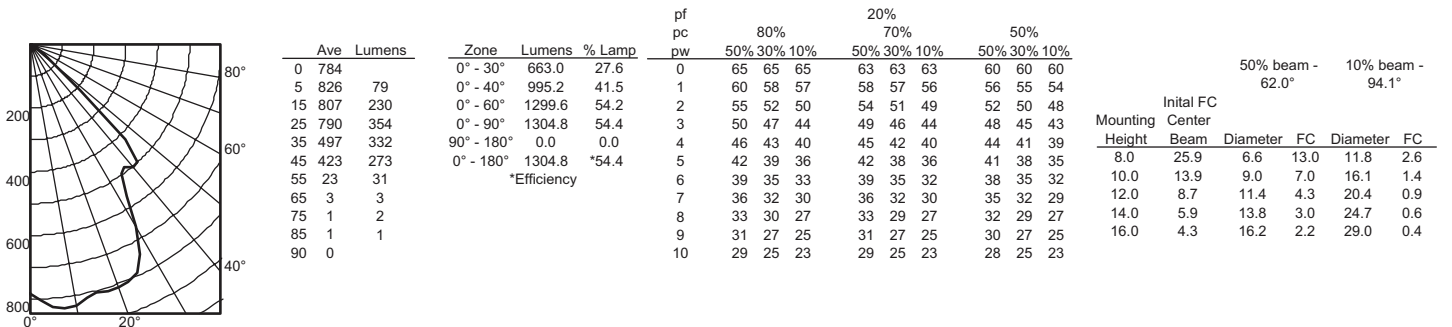 200
400
600
800
0°
20°
40°
60°
80°
Ave Lumens
0 784
5 826 79
15 807 230
25 790 354
35 497 332
45 423 273
55 23 31
65 3 3
75 1 2
85 1 1
90 0
Zone Lumens % Lamp
0° - 30° 663.0 27.6
0° - 40° 995.2 41.5
0° - 60° 1299.6 54.2
0° - 90° 1304.8 54.4
90° - 180° 0.0 0.0
0° - 180° 1304.8 *54.4
*Efficiency
pf 20%
pc 80% 70% 50%
pw 50% 30% 10% 50% 30% 10% 50% 30% 10%
0 65 65 65 63 63 63 60 60 60
1 60 58 57 58 57 56 56 55 54
2 55 52 50 54 51 49 52 50 48
3 50 47 44 49 46 44 48 45 43
4 46 43 40 45 42 40 44 41 39
5 42 39 36 42 38 36 41 38 35
6 39 35 33 39 35 32 38 35 32
7 36 32 30 36 32 30 35 32 29
8 33 30 27 33 29 27 32 29 27
9 31 27 25 31 27 25 30 27 25
10 29 25 23 29 25 23 28 25 23
50% beam - 10% beam -
62.0° 94.1°
Inital FC
Mounting Center
Height Beam Diameter FC Diameter FC
8.0 25.9 6.6 13.0 11.8 2.6
10.0 13.9 9.0 7.0 16.1 1.4
12.0 8.7 11.4 4.3 20.4 0.9
14.0 5.9 13.8 3.0 24.7 0.6
16.0 4.3 16.2 2.2 29.0 0.4